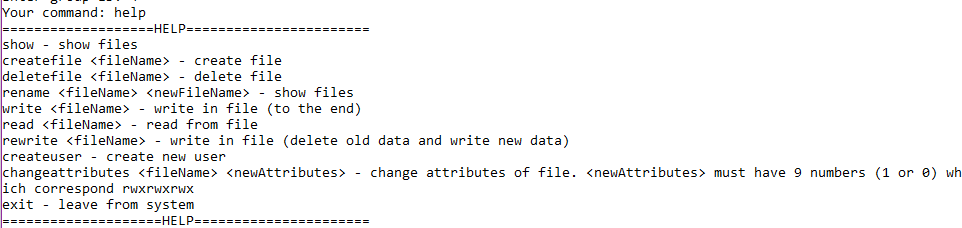 Your command: help
===================HELP======================
show - show files
createfile <fileName> - create file
deletefile <fileName> - delete file
rename <fileName> <newFileName> - show files
write <fileName> - write in file (to the end)
read <fileName> - read from file
rewrite <fileName> - write in file (delete old data and write new data)
createuser - create new user
changeattributes <fileName> <newAttributes> - change attributes of file. <newAttributes> must have 9 numbers (1 or 0) wh
ich correspond rwxrwxrwx
exit - leave from system
====================HELP======================